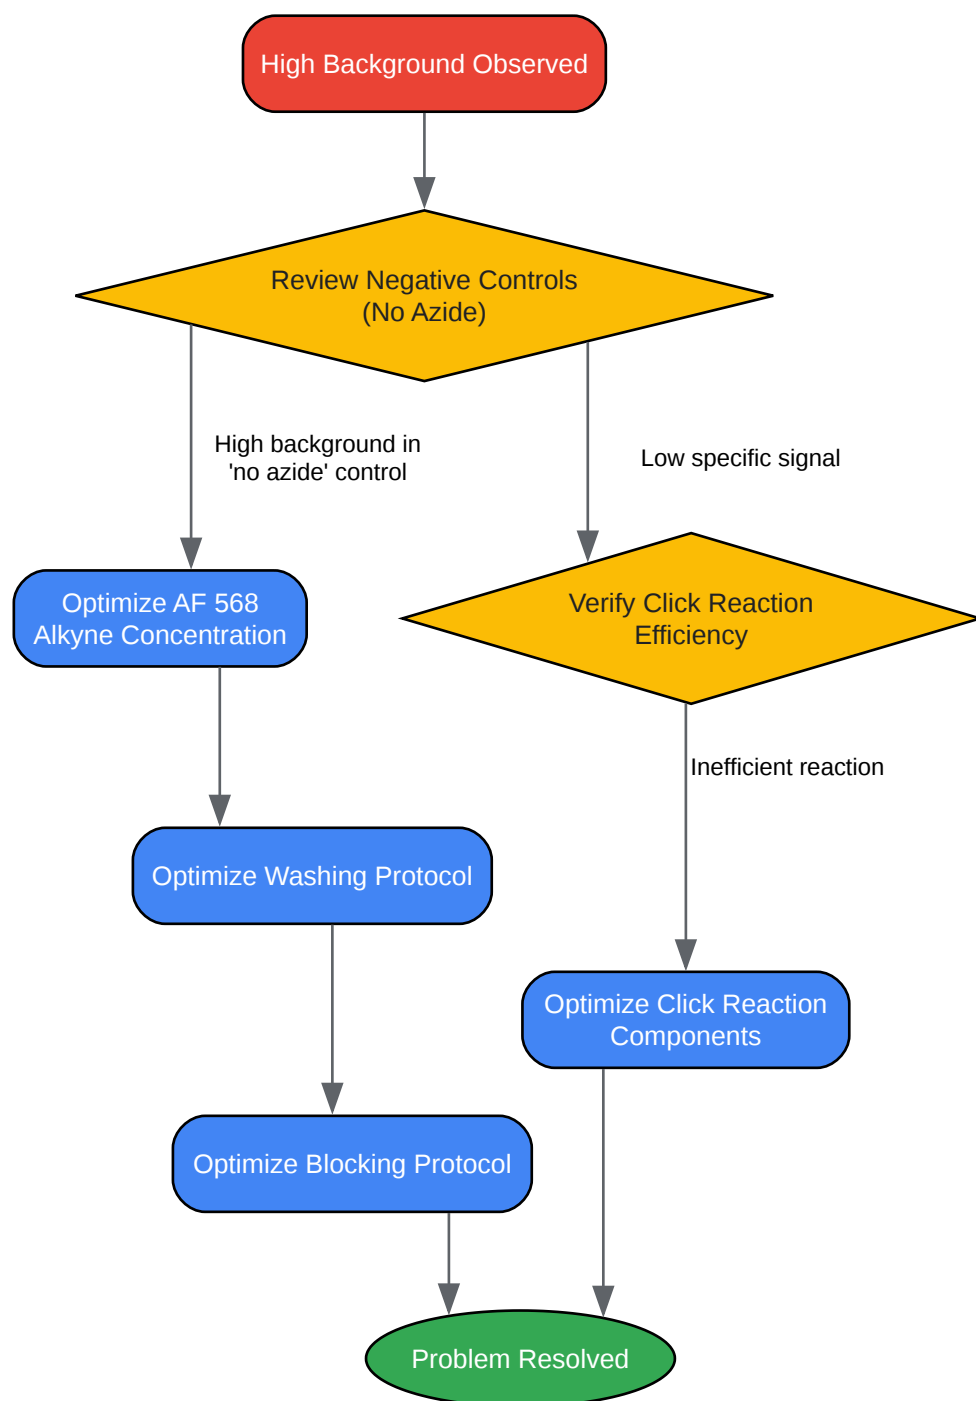 High Background Observed
Review Negative Controls
(No Azide)
High background in
'no azide' control
Low specific signal
Optimize AF 568
Alkyne Concentration
Verify Click Reaction
Efficiency
Inefficient reaction
Optimize Washing Protocol
Optimize Click Reaction
Components
Optimize Blocking Protocol
Problem Resolved